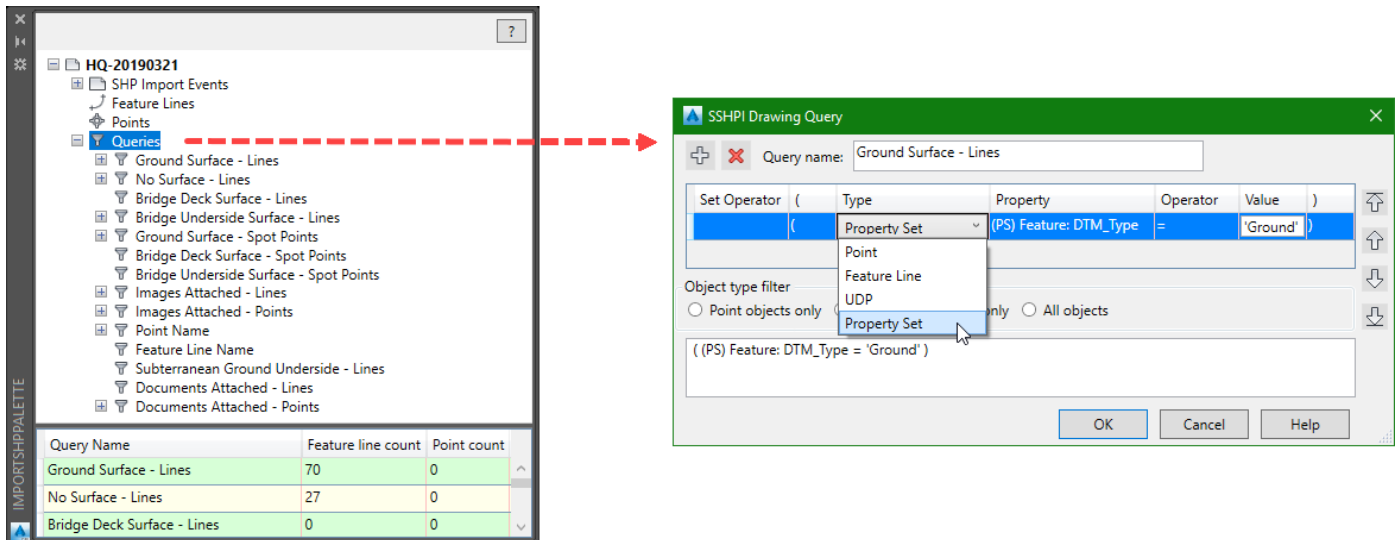 ?
HQ-20190321
SHP Import Events
Feature Lines
Points
Queries
Ground Surface - Lines
No Surface - Lines
Bridge Deck Surface - Lines
Bridge Underside Surface - Lines
Ground Surface - Spot Points
Bridge Deck Surface - Spot Points
Bridge Underside Surface - Spot Points
Images Attached - Lines
Images Attached - Points
Point Name
Feature Line Name
Subterranean Ground Underside - Lines
Documents Attached - Lines
Documents Attached - Points
IMPORTSHPPALETTE
Query Name Feature line count Point count
Ground Surface - Lines 70 0
No Surface - Lines 27 0
Bridge Deck Surface - Lines 0 0
SSHPI Drawing Query
Query name: Ground Surface - Lines
Set Operator ( Type Property Operator Value )
( Property Set (PS) Feature: DTM_Type = 'Ground' )
Point
Feature Line
UDP
Property Set
Object type filter
Point objects only only All objects
( (PS) Feature: DTM_Type = 'Ground' )
OK Cancel Help